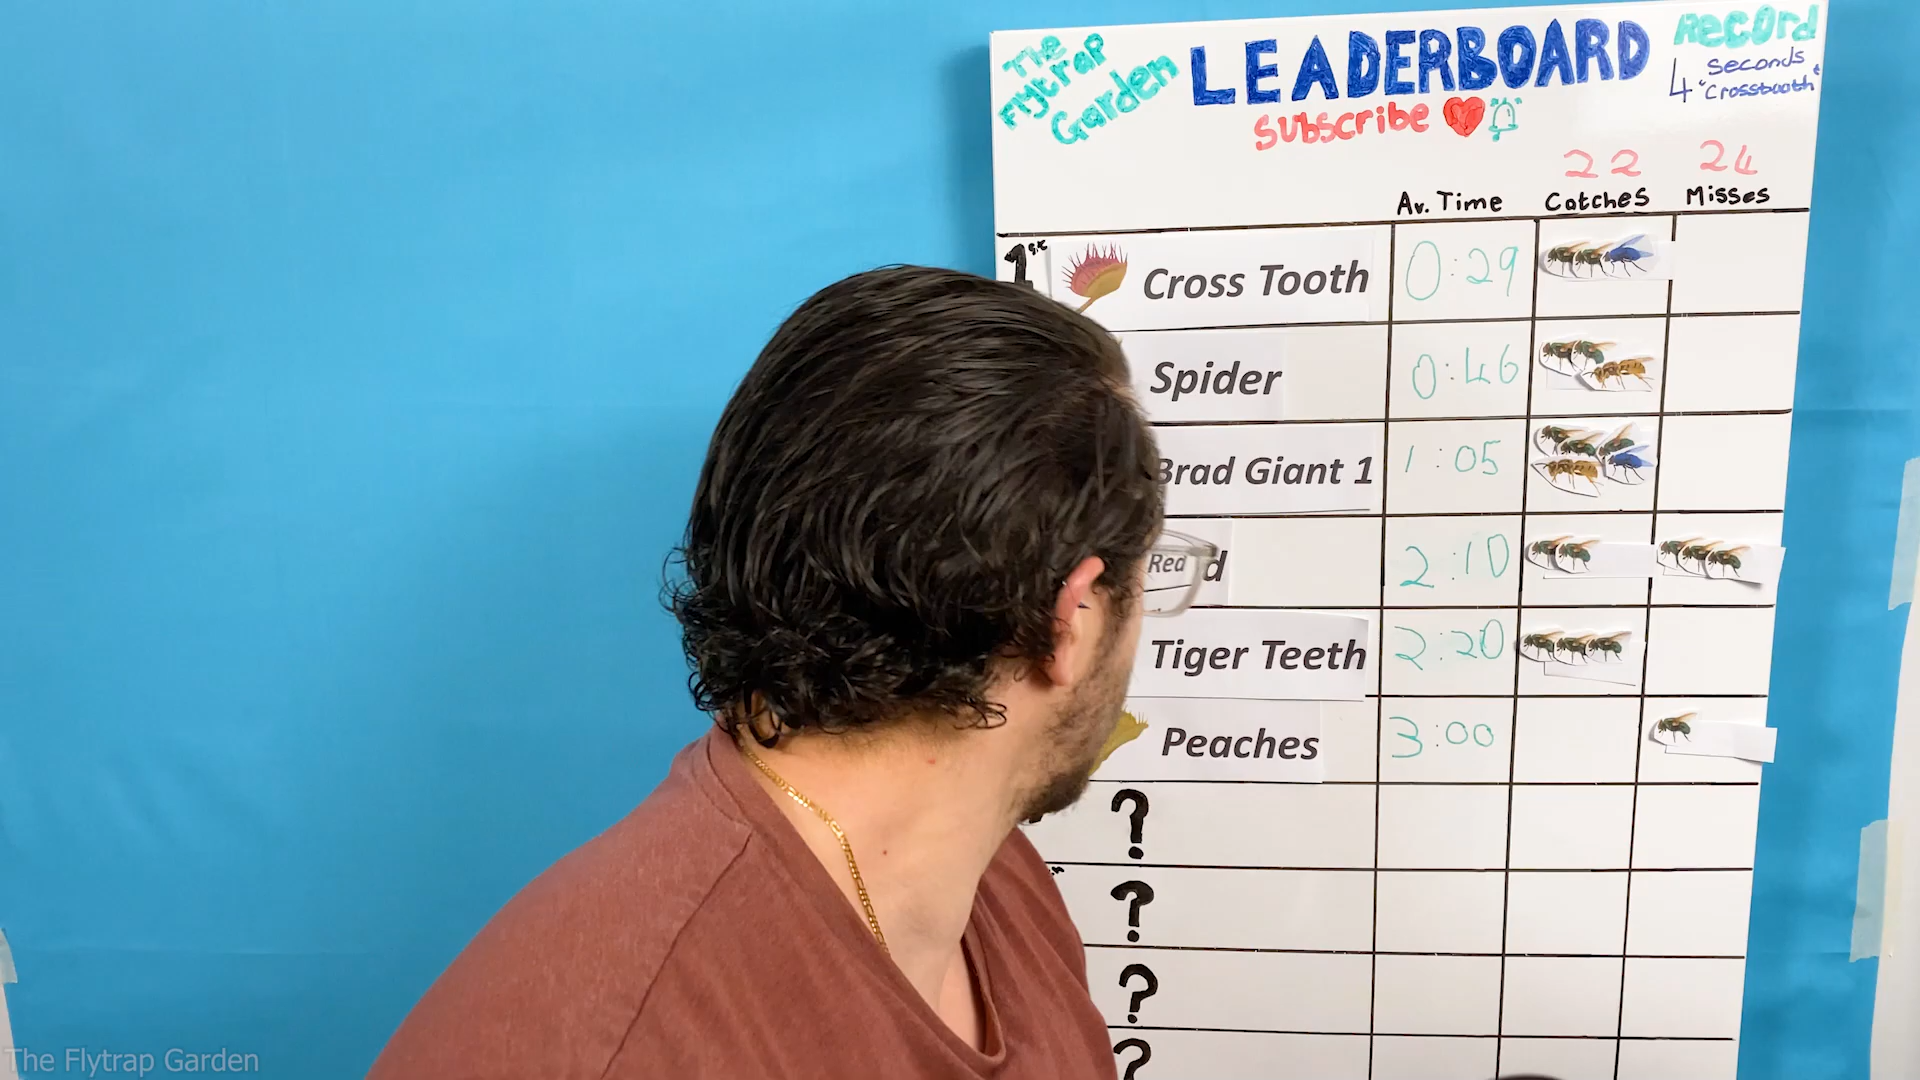 The
Flytrap
Garden
LEADERBOARD
Subscribe
Record
4 seconds
"Crosstooth"
22 24
Av. Time Catches Misses
1st Cross Tooth 0:29
Spider 0:46
Brad Giant 1 1:05
Red 2:10
Tiger Teeth 2:20
Peaches 3:00
?
?
?
?
The Flytrap Garden